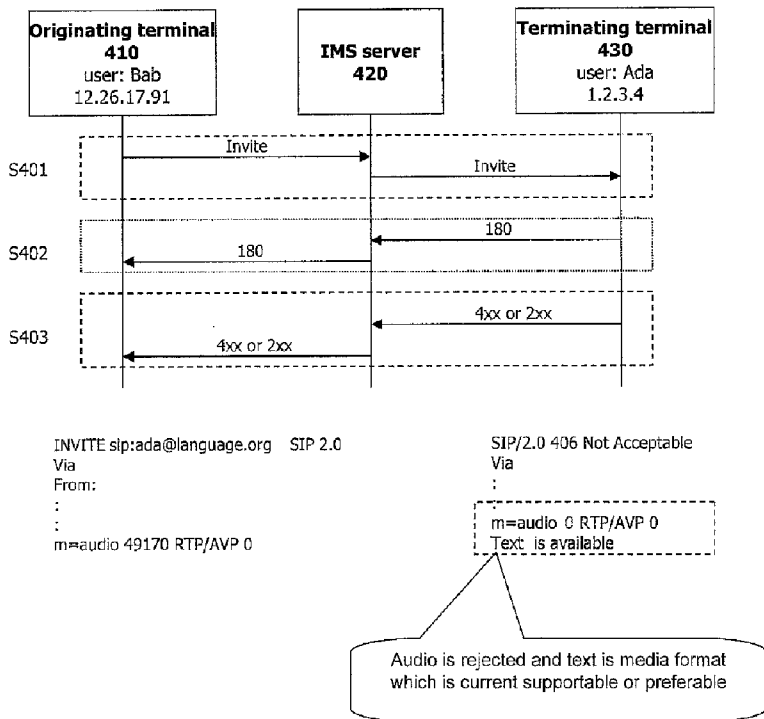 Originating terminal
410
user: Bab
12.26.17.91
IMS server
420
Terminating terminal
430
user: Ada
1.2.3.4
S401
Invite
Invite
S402
180
180
S403
4xx or 2xx
4xx or 2xx
INVITE sip:ada@language.org SIP 2.0
Via
From:
:
:
m=audio 49170 RTP/AVP 0
SIP/2.0 406 Not Acceptable
Via
:
:
m=audio 0 RTP/AVP 0
Text is available
Audio is rejected and text is media format
which is current supportable or preferable